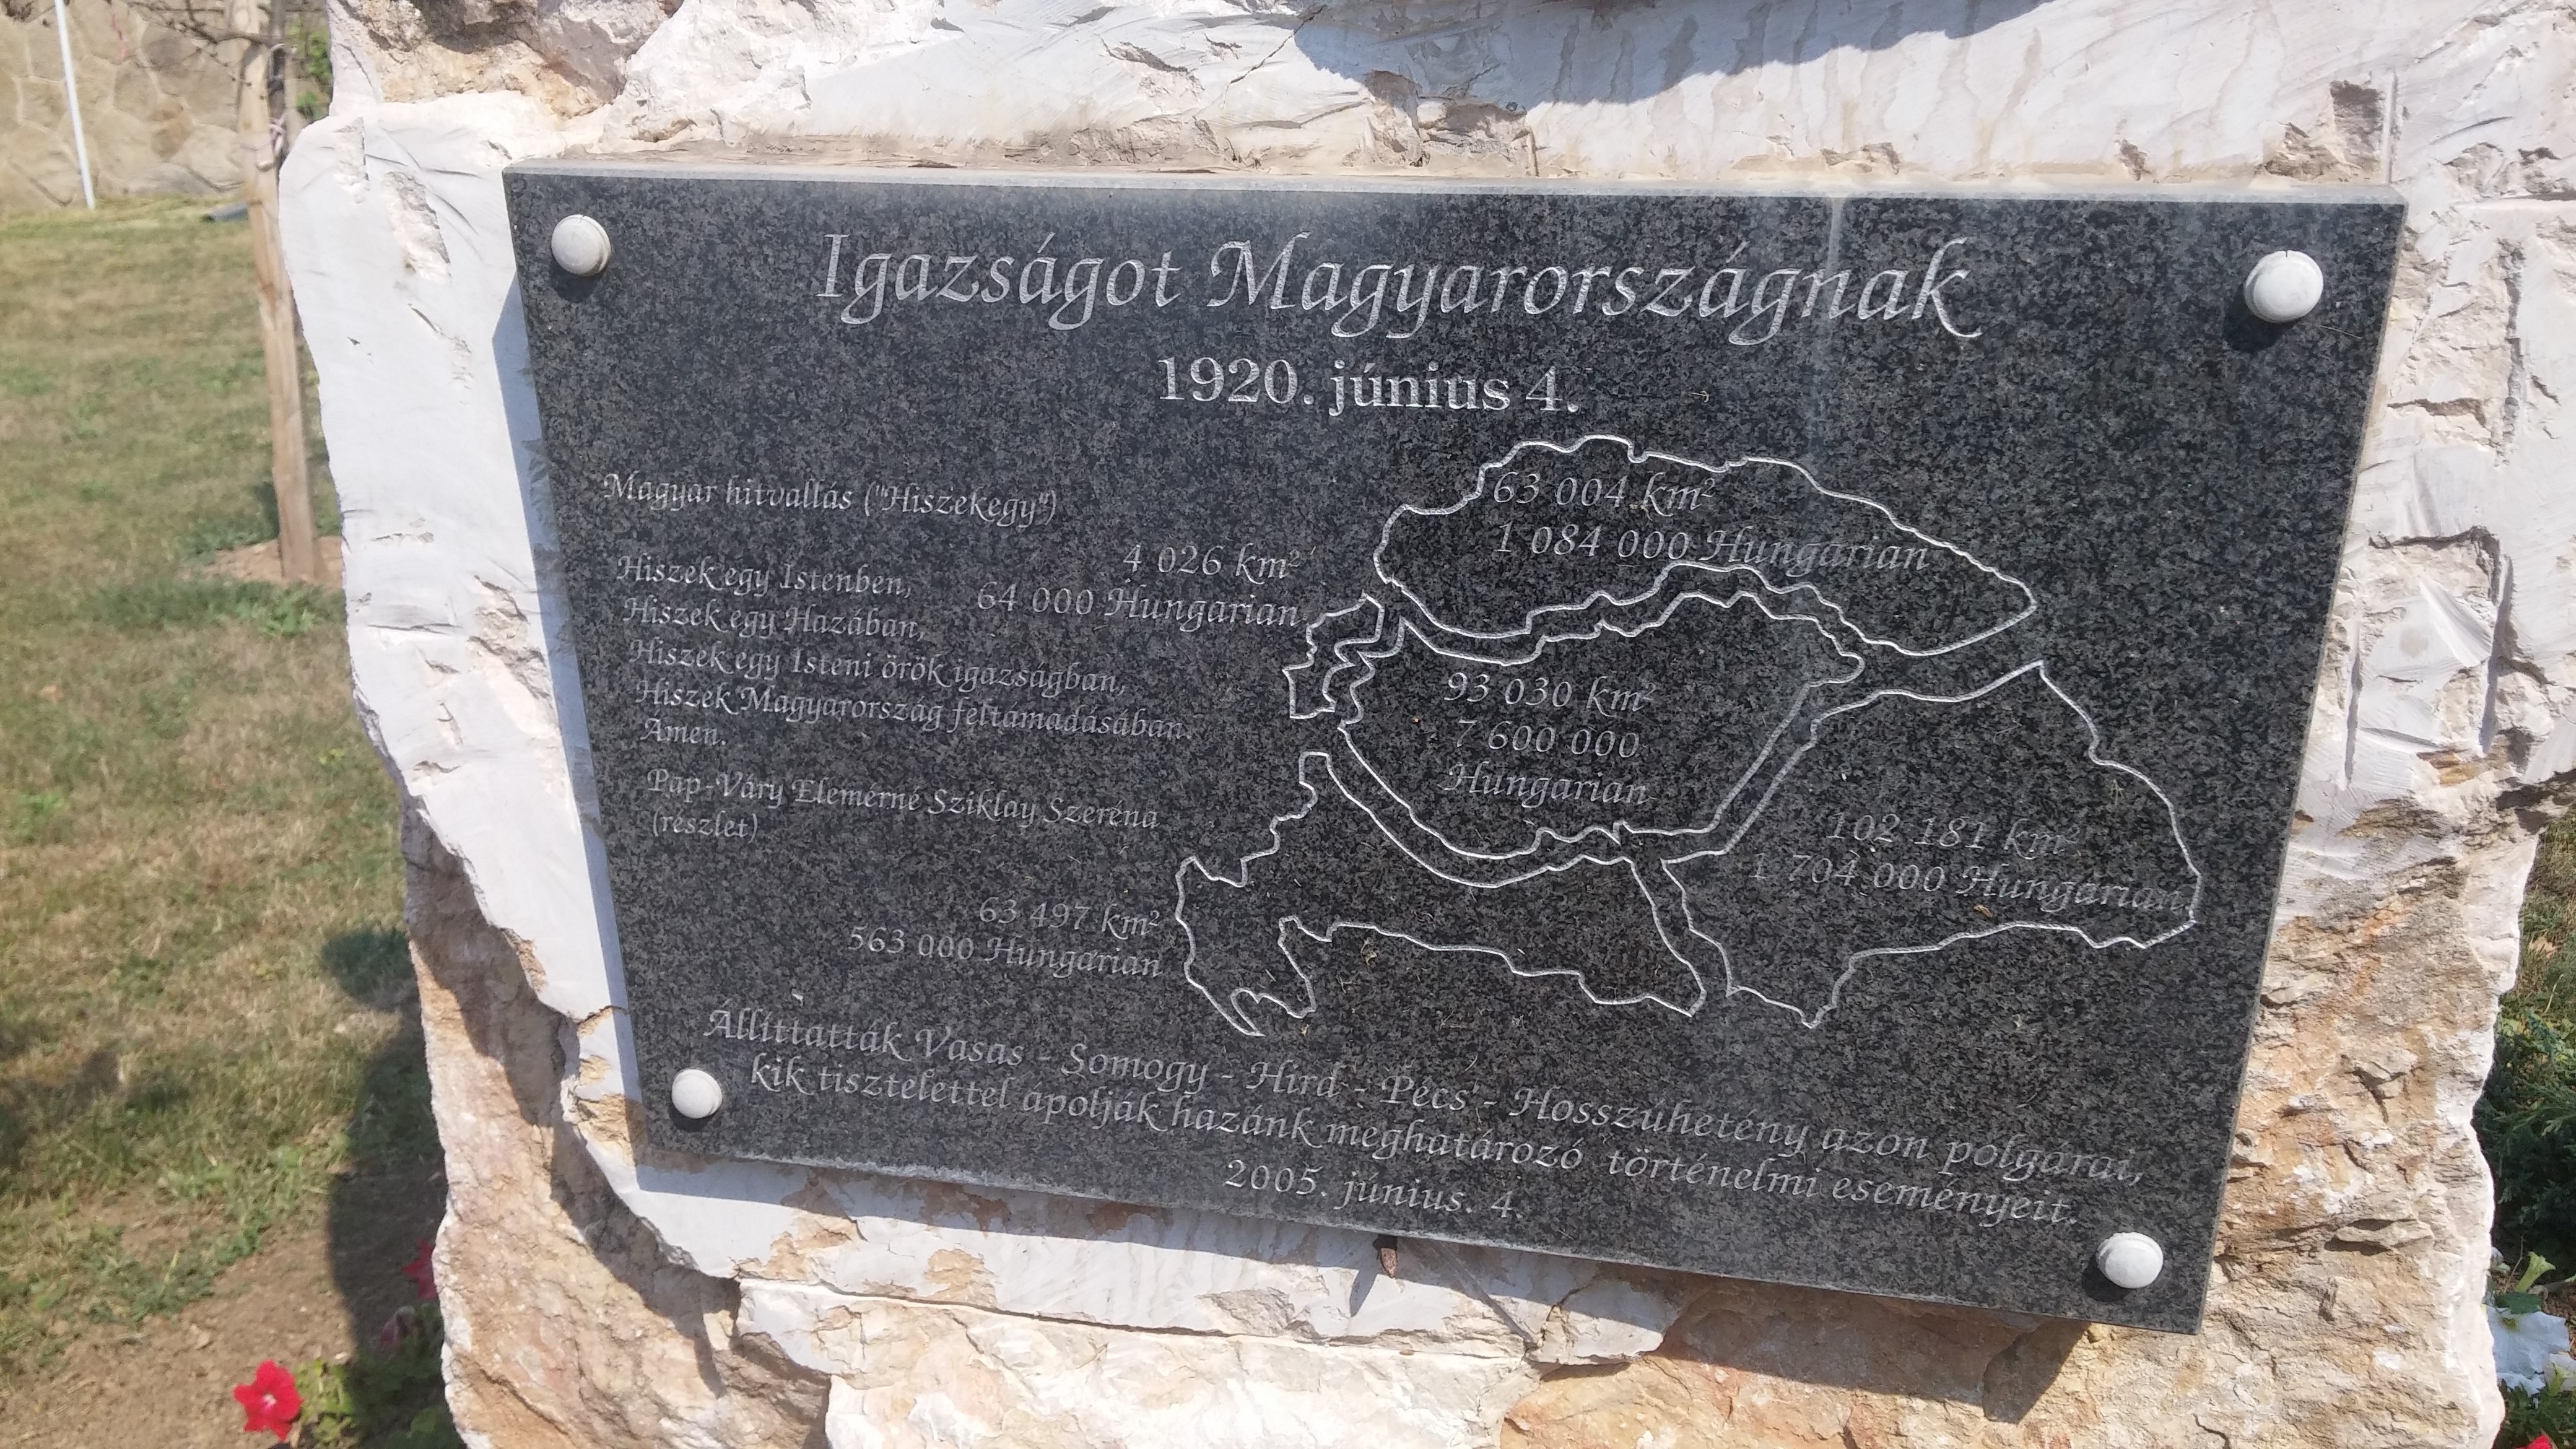 Igazságot Magyarországnak
1920. június 4.
Magyar hitvallás ("Hiszekegy")
Hiszek egy Istenben,
Hiszek egy Hazában,
Hiszek egy Isteni örök igazságban,
Hiszek Magyarország feltámadásában.
Amen.
Pap-Váry Elemérné Sziklay Szeréna
(részlet)
63 004 km²
1 084 000 Hungarian
4 026 km²
64 000 Hungarian
93 030 km²
7 600 000
Hungarian
102 181 km²
1 704 000 Hungarian
63 497 km²
563 000 Hungarian
Állíttatták Vasas - Somogy - Hird - Pécs - Hosszúhetény azon polgárai,
kik tisztelettel ápolják hazánk meghatározó történelmi eseményeit.
2005. június. 4.